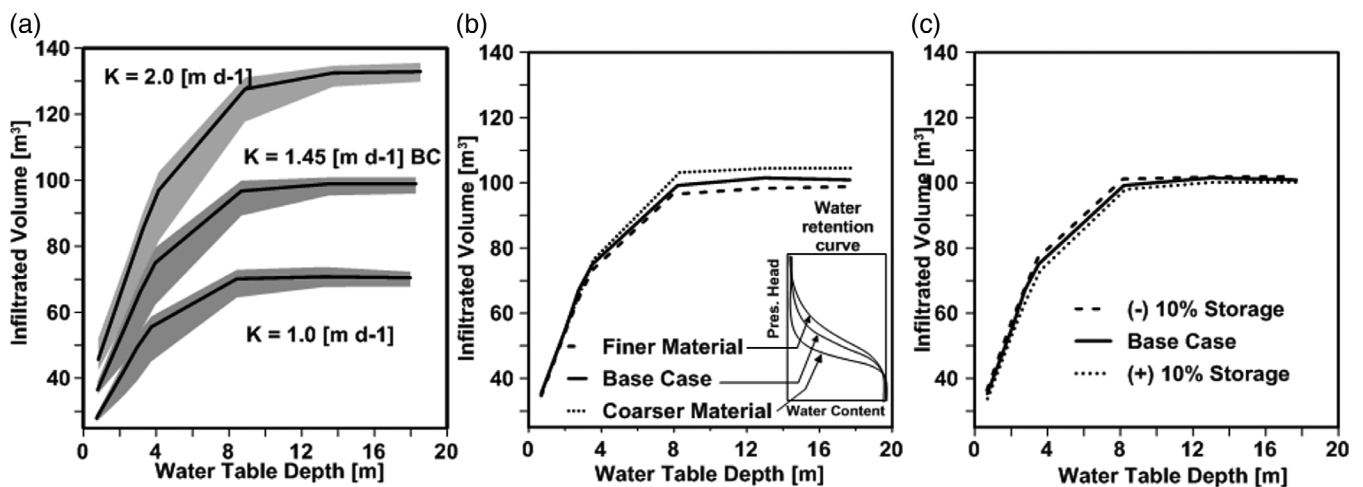 (a)
140
120
100
80
60
40
Infiltrated Volume [m³]
K = 2.0 [m d-1]
K = 1.45 [m d-1] BC
K = 1.0 [m d-1]
0 4 8 12 16 20
Water Table Depth [m]
(b)
140
120
100
80
60
40
Infiltrated Volume [m³]
Water
retention
curve
Pres. Head
Water Content
Finer Material
Base Case
Coarser Material
0 4 8 12 16 20
Water Table Depth [m]
(c)
140
120
100
80
60
40
Infiltrated Volume [m³]
(-) 10% Storage
Base Case
(+) 10% Storage
0 4 8 12 16 20
Water Table Depth [m]